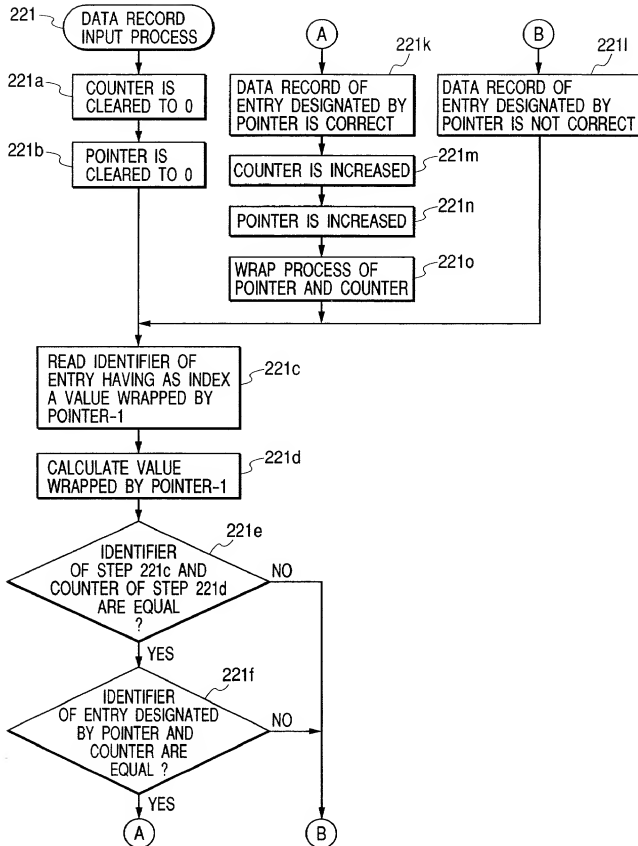 221
DATA RECORD
INPUT PROCESS
221a
COUNTER IS
CLEARED TO 0
221b
POINTER IS
CLEARED TO 0
A
221k
DATA RECORD OF
ENTRY DESIGNATED BY
POINTER IS CORRECT
221m
COUNTER IS INCREASED
221n
POINTER IS INCREASED
221o
WRAP PROCESS OF
POINTER AND COUNTER
B
221l
DATA RECORD OF
ENTRY DESIGNATED BY
POINTER IS NOT CORRECT
221c
READ IDENTIFIER OF
ENTRY HAVING AS INDEX
A VALUE WRAPPED BY
POINTER-1
221d
CALCULATE VALUE
WRAPPED BY POINTER-1
221e
IDENTIFIER
OF STEP 221c AND
COUNTER OF STEP 221d
ARE EQUAL
?
NO
YES
221f
IDENTIFIER
OF ENTRY DESIGNATED
BY POINTER AND
COUNTER ARE
EQUAL ?
NO
YES
A
B